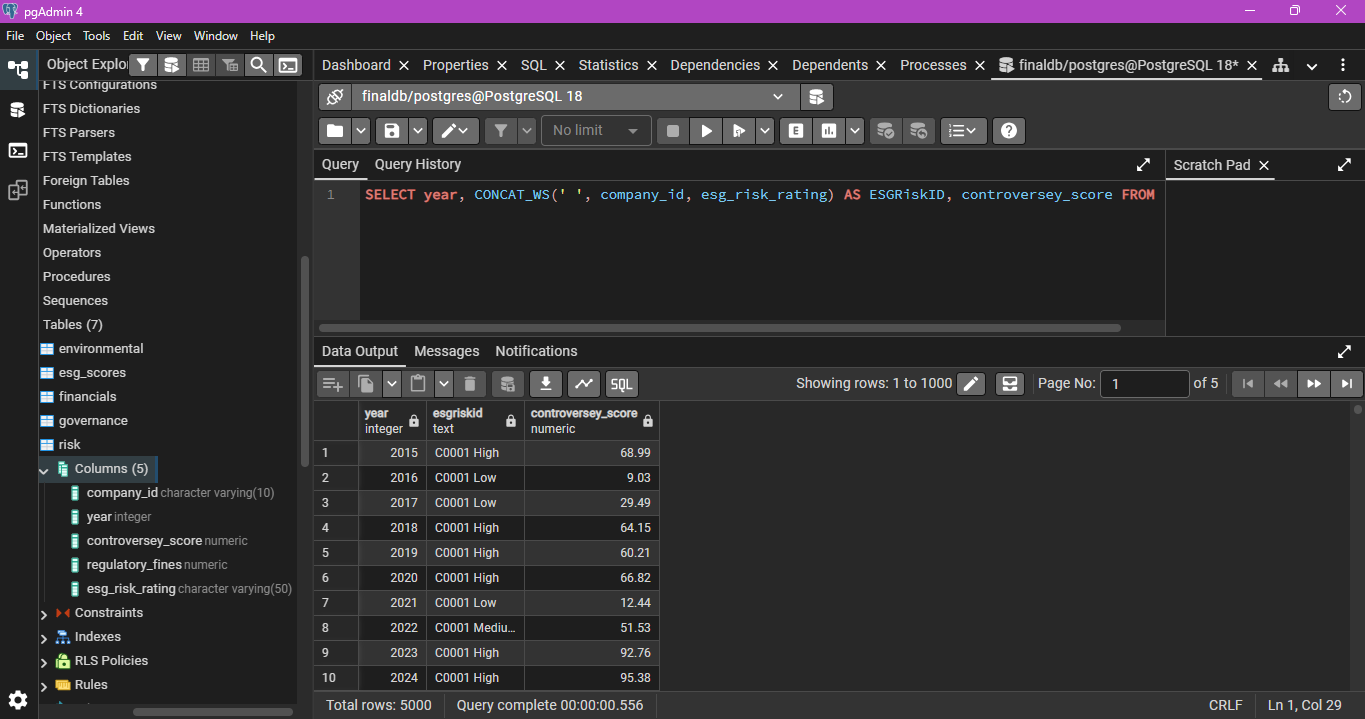 pgAdmin 4
File Object Tools Edit View Window Help
Object Explo
Dashboard Properties SQL Statistics Dependencies Dependents Processes finaldb/postgres@PostgreSQL 18*
FTS Configurations
FTS Dictionaries
FTS Parsers
FTS Templates
Foreign Tables
Functions
Materialized Views
Operators
Procedures
Sequences
Tables (7)
environmental
esg_scores
financials
governance
risk
Columns (5)
company_id character varying(10)
year integer
controversey_score numeric
regulatory_fines numeric
esg_risk_rating character varying(50)
Constraints
Indexes
RLS Policies
Rules
finaldb/postgres@PostgreSQL 18
No limit
E
SQL
Query Query History
Scratch Pad
1 SELECT year, CONCAT_WS(' ', company_id, esg_risk_rating) AS ESGRiskID, controversey_score FROM
Data Output Messages Notifications
Showing rows: 1 to 1000 Page No: 1 of 5
year integer esgriskid text controversey_score numeric
1 2015 C0001 High 68.99
2 2016 C0001 Low 9.03
3 2017 C0001 Low 29.49
4 2018 C0001 High 64.15
5 2019 C0001 High 60.21
6 2020 C0001 High 66.82
7 2021 C0001 Low 12.44
8 2022 C0001 Mediu... 51.53
9 2023 C0001 High 92.76
10 2024 C0001 High 95.38
Total rows: 5000 Query complete 00:00:00.556 CRLF Ln 1, Col 29